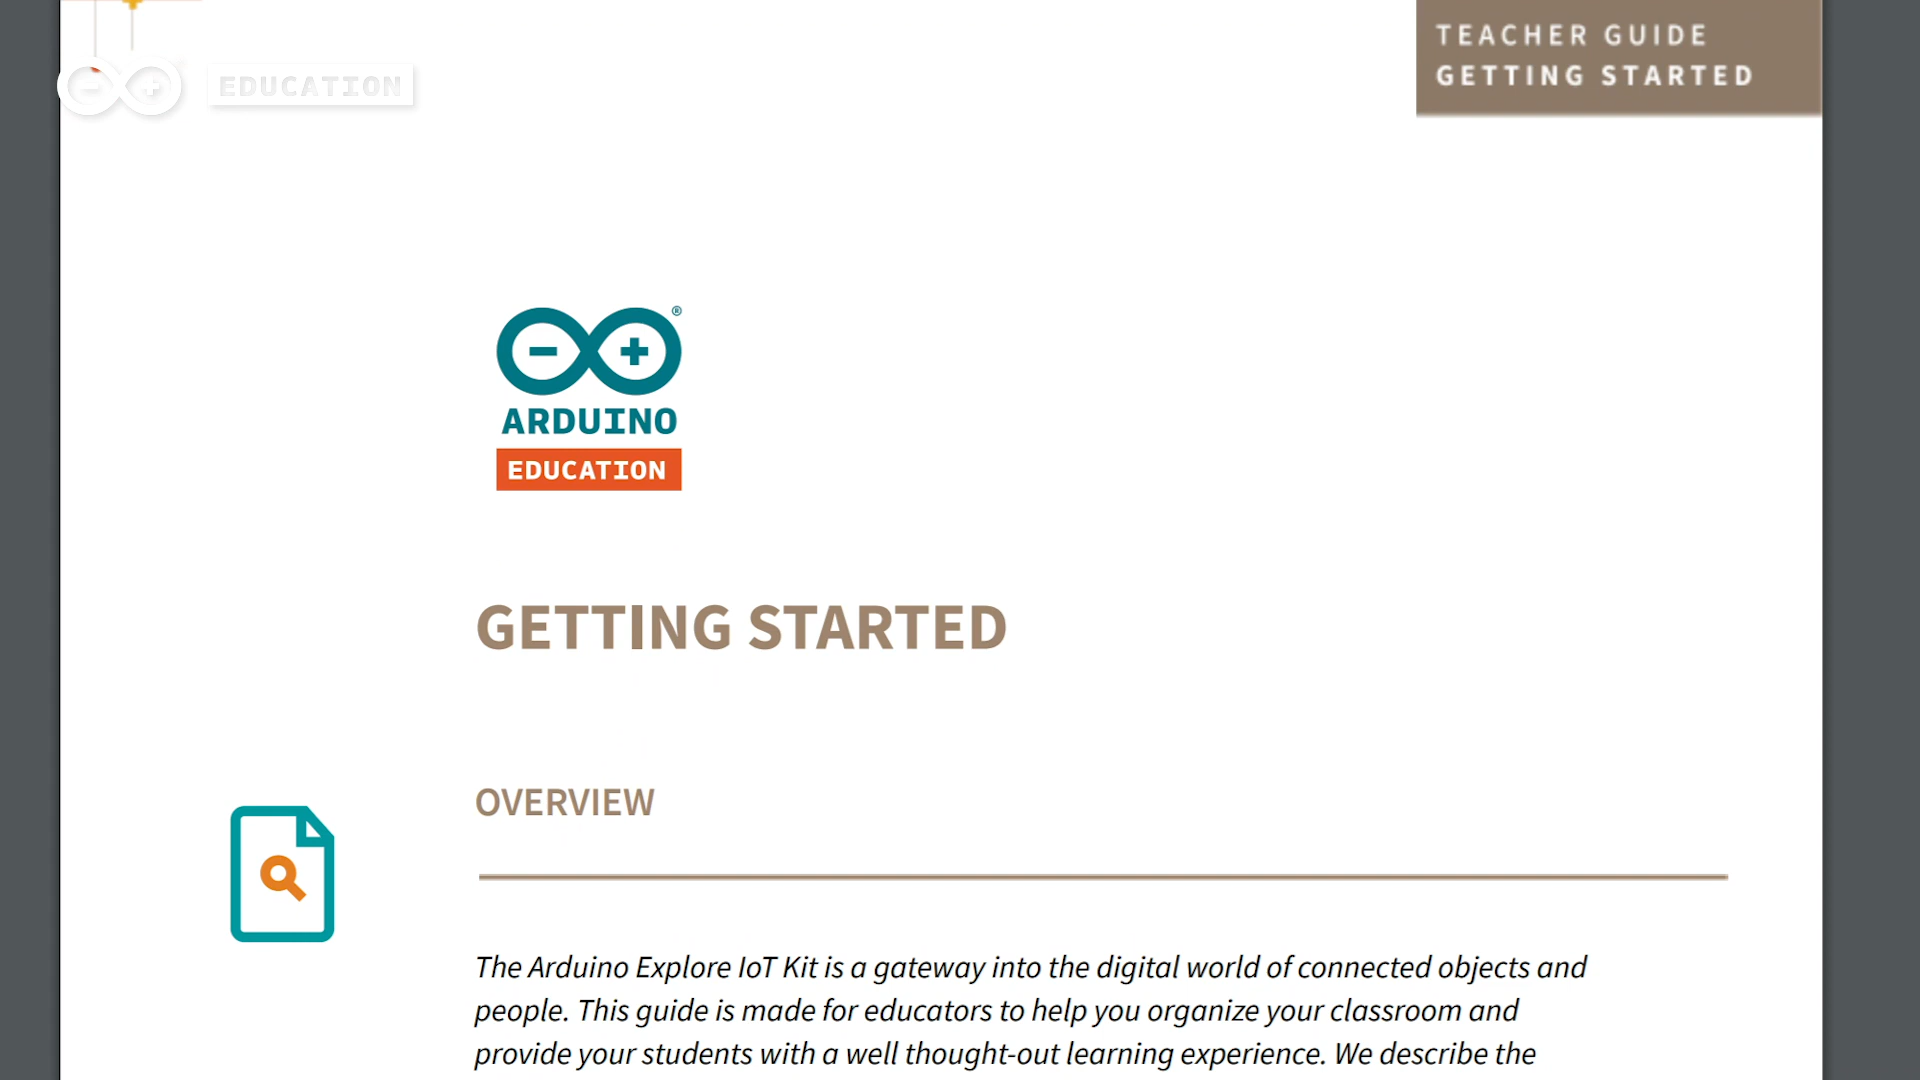 EDUCATION
TEACHER GUIDE
GETTING STARTED
ARDUINO
EDUCATION
GETTING STARTED
OVERVIEW
The Arduino Explore IoT Kit is a gateway into the digital world of connected objects and
people. This guide is made for educators to help you organize your classroom and
provide your students with a well thought-out learning experience. We describe the